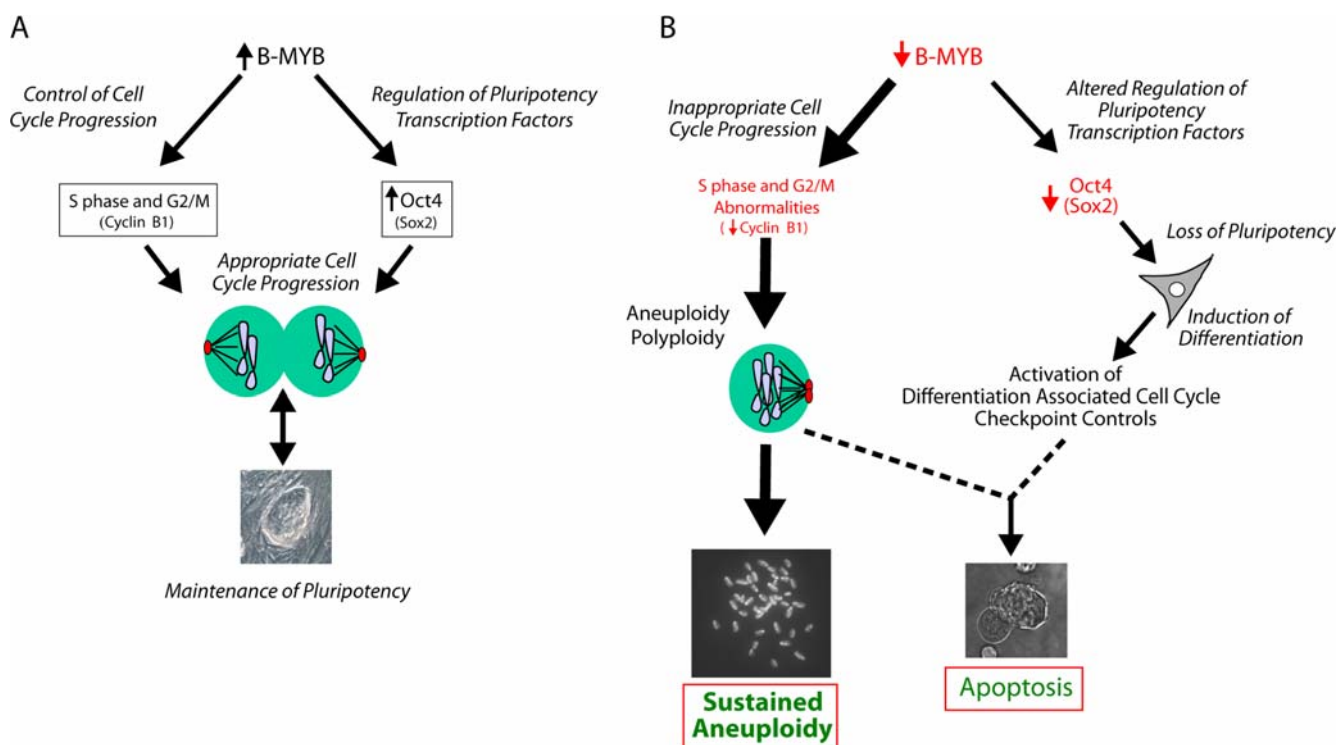 A
B-MYB
Control of Cell
Cycle Progression
Regulation of Pluripotency
Transcription Factors
S phase and G2/M
(Cyclin B1)
Oct4
(Sox2)
Appropriate Cell
Cycle Progression
Maintenance of Pluripotency
B
B-MYB
Inappropriate Cell
Cycle Progression
Altered Regulation of
Pluripotency
Transcription Factors
S phase and G2/M
Abnormalities
(↓Cyclin B1)
Oct4
(Sox2)
Loss of Pluripotency
Aneuploidy
Polyploidy
Induction of
Differentiation
Activation of
Differentiation Associated Cell Cycle
Checkpoint Controls
Sustained
Aneuploidy
Apoptosis